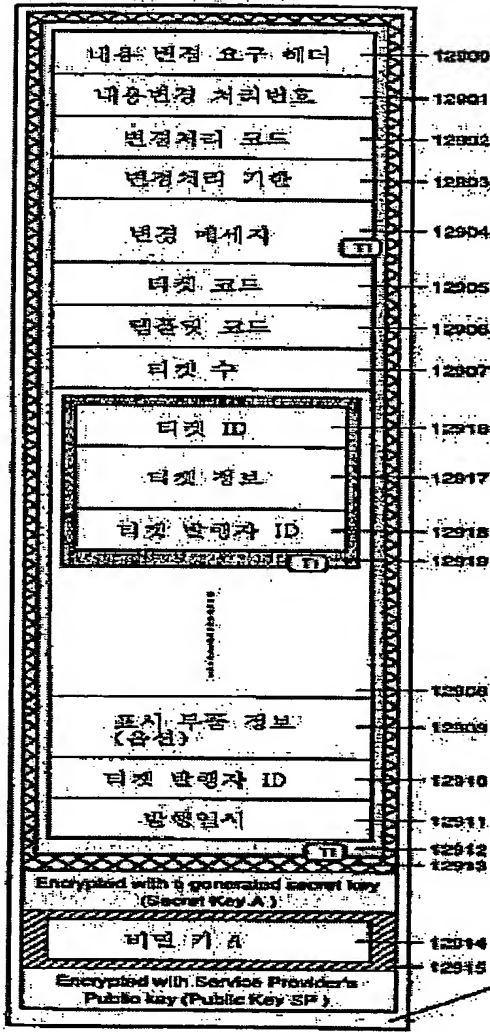 내용 변경 요구 헤더 12900
내용변경 처리번호 12901
변경처리 코드 12902
변경처리 기한 12903
변경 메세지 12904
TI
티켓 코드 12905
템플릿 코드 12906
티켓 수 12907
티켓 ID 12916
티켓 정보 12917
티켓 발행자 ID 12918
TI 12919
12908
표시 부품 정보 12909
(옵션)
티켓 발행자 ID 12910
발행일시 12911
TI 12912
12913
Encrypted with a generated secret key
(Secret Key A)
비밀 키 A 12914
12915
Encrypted with Service Provider's
Public key (Public Key SP)